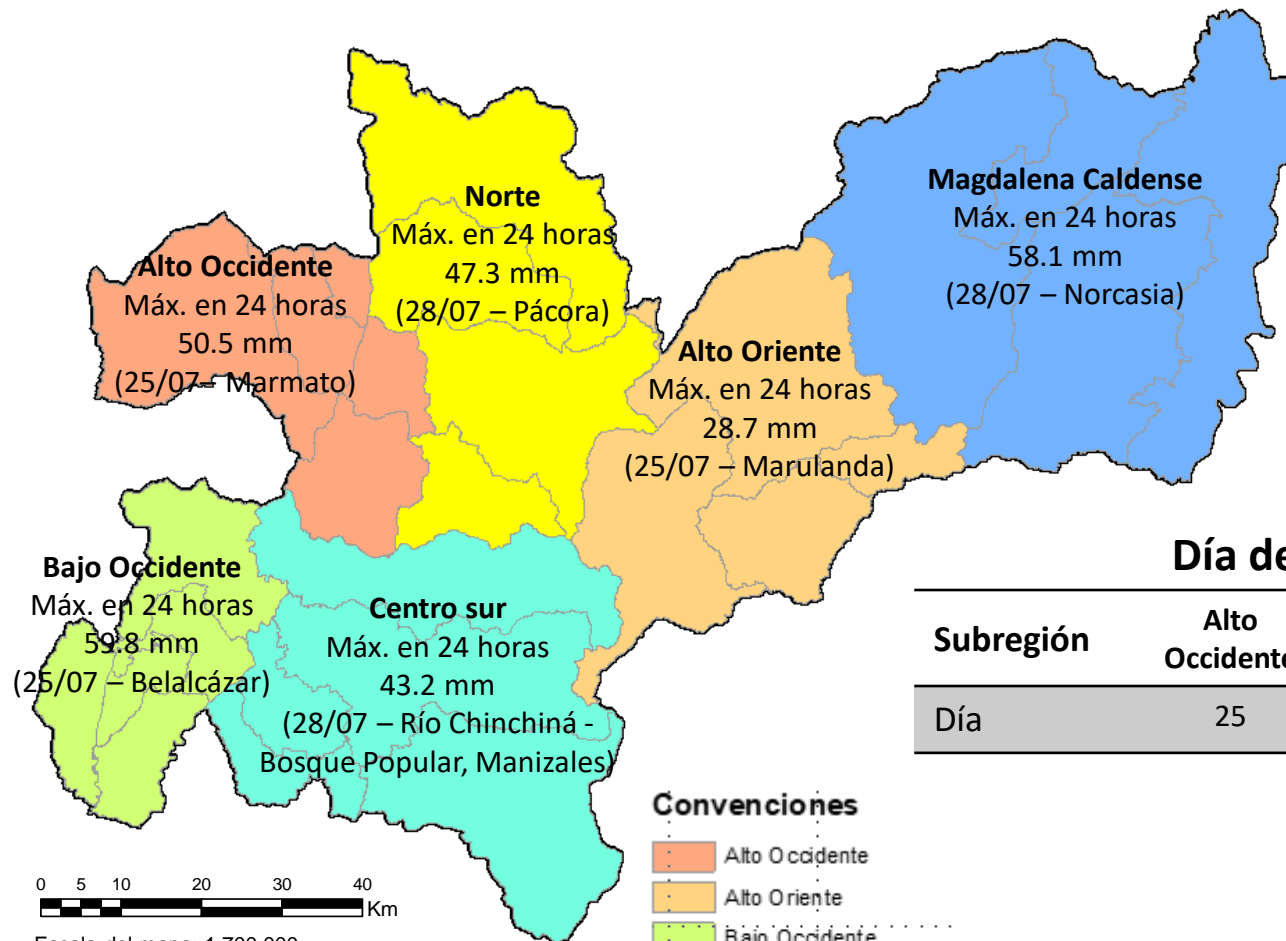 Norte
Máx. en 24 horas
47.3 mm
(28/07 – Pácora)
Magdalena Caldense
Máx. en 24 horas
58.1 mm
(28/07 – Norcasia)
Alto Occidente
Máx. en 24 horas
50.5 mm
(25/07– Marmato)
Alto Oriente
Máx. en 24 horas
28.7 mm
(25/07 – Marulanda)
Bajo Occidente
Máx. en 24 horas
59.8 mm
(25/07 – Belalcázar)
Centro sur
Máx. en 24 horas
43.2 mm
(28/07 – Río Chinchiná -
Bosque Popular, Manizales)
Día de
Subregión
Alto
Occidente
Día 25
Convenciones
Alto Occidente
Alto Oriente
Bajo Occidente
0 5 10 20 30 40
Km